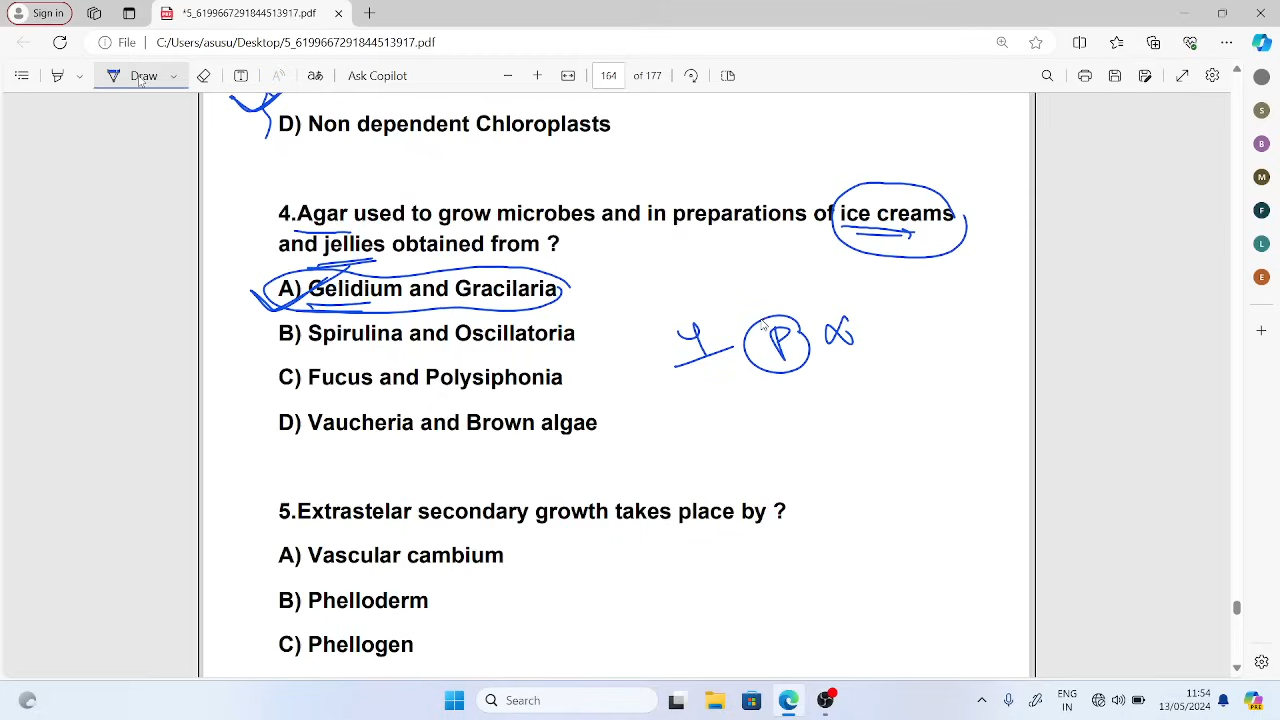 Sign in
*5_6199667291844513917.pdf
File C:/Users/asusu/Desktop/5_6199667291844513917.pdf
Draw Ask Copilot 164 of 177
D) Non dependent Chloroplasts
4.Agar used to grow microbes and in preparations of ice creams
and jellies obtained from ?
A) Gelidium and Gracilaria
B) Spirulina and Oscillatoria
C) Fucus and Polysiphonia
D) Vaucheria and Brown algae
P
5.Extrastelar secondary growth takes place by ?
A) Vascular cambium
B) Phelloderm
C) Phellogen
S
B
M
F
L
E
Search
ENG
IN
11:54
13/05/2024